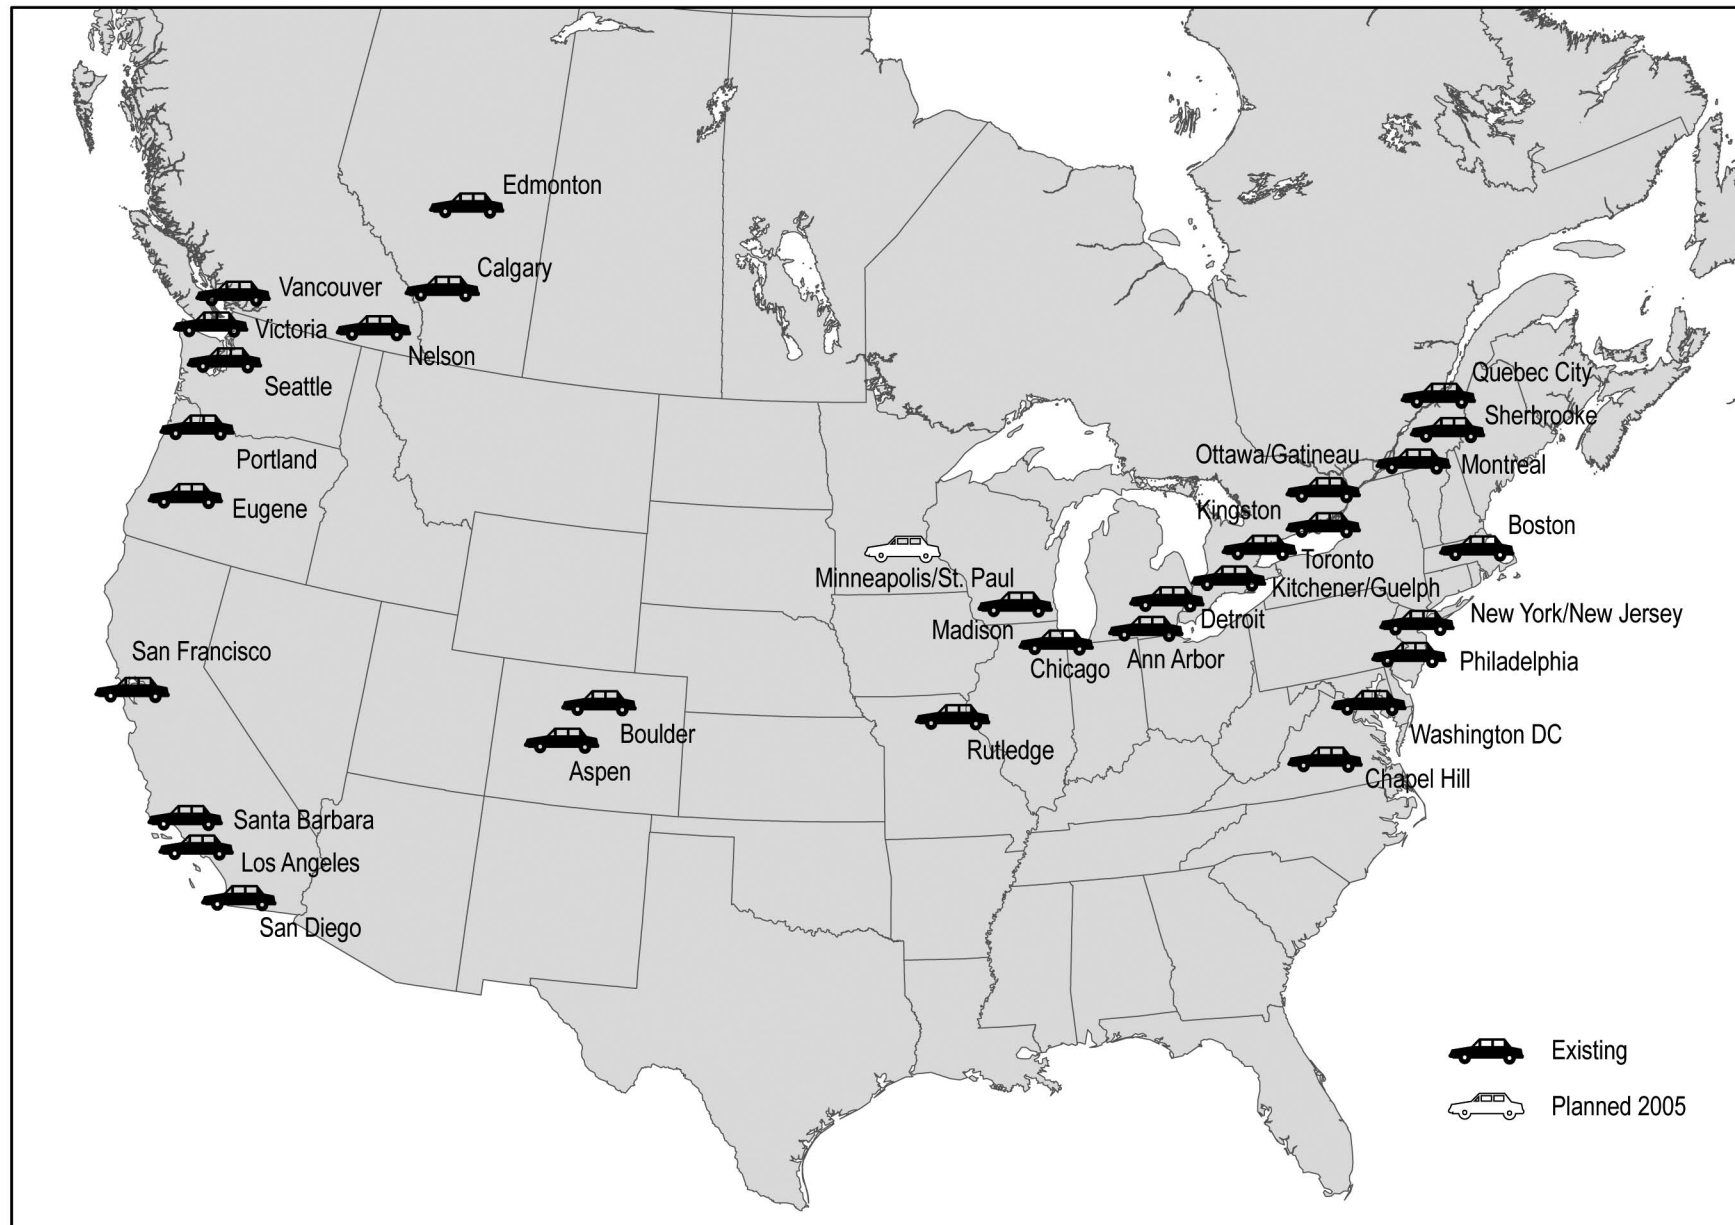 Edmonton
Calgary
Vancouver
Victoria
Nelson
Seattle
Portland
Eugene
Quebec City
Sherbrooke
Ottawa/Gatineau
Montreal
Kingston
Boston
Toronto
Minneapolis/St. Paul
Kitchener/Guelph
New York/New Jersey
Detroit
Madison
Ann Arbor
Chicago
Philadelphia
San Francisco
Boulder
Washington DC
Rutledge
Aspen
Chapel Hill
Santa Barbara
Los Angeles
San Diego
Existing
Planned 2005